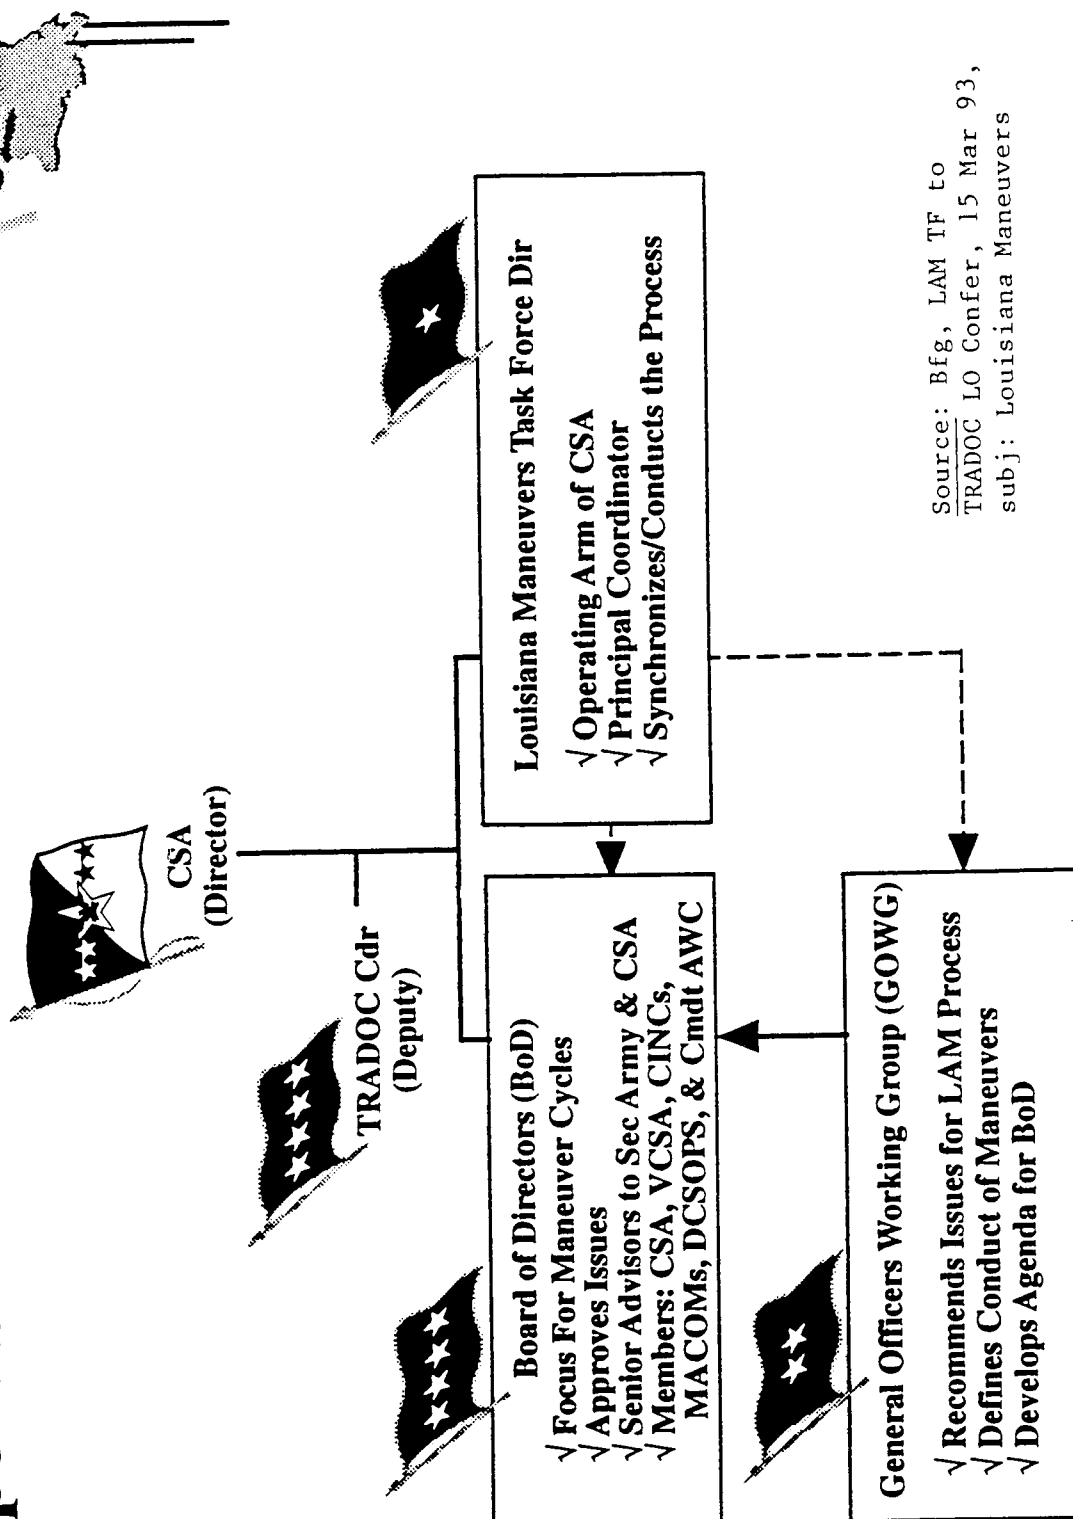 CSA
(Director)
TRADOC Cdr
(Deputy)
Board of Directors (BoD)
√ Focus For Maneuver Cycles
√ Approves Issues
√ Senior Advisors to Sec Army & CSA
√ Members: CSA, VCSA, CINCs,
MACOMs, DCSOPS, & Cmdt AWC
Louisiana Maneuvers Task Force Dir
√ Operating Arm of CSA
√ Principal Coordinator
√ Synchronizes/Conducts the Process
General Officers Working Group (GOWG)
√ Recommends Issues for LAM Process
√ Defines Conduct of Maneuvers
√ Develops Agenda for BoD
Source: Bfg, LAM TF to
TRADOC LO Confer, 15 Mar 93,
subj: Louisiana Maneuvers